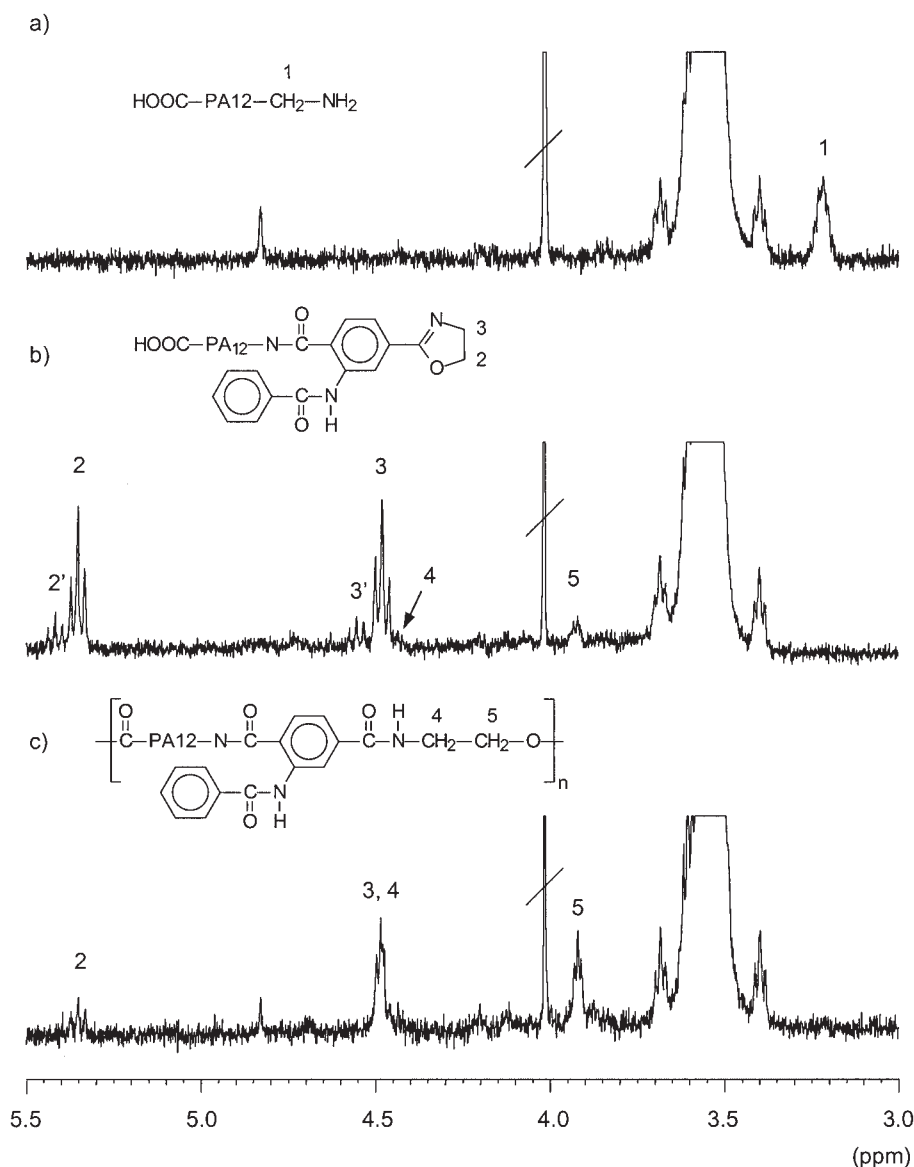 a)
1
HOOC–PA12–CH₂–NH₂
1
b)
O
N
3
HOOC–PA₁₂–N
C
O
2
C–N
O
H
2
3
2'
3'
4
5
c)
O
O
O
H
4
5
C–PA12–N
C
C–N–CH₂–CH₂–O
n
C–N
O
H
3, 4
5
2
5.5 5.0 4.5 4.0 3.5 3.0
(ppm)